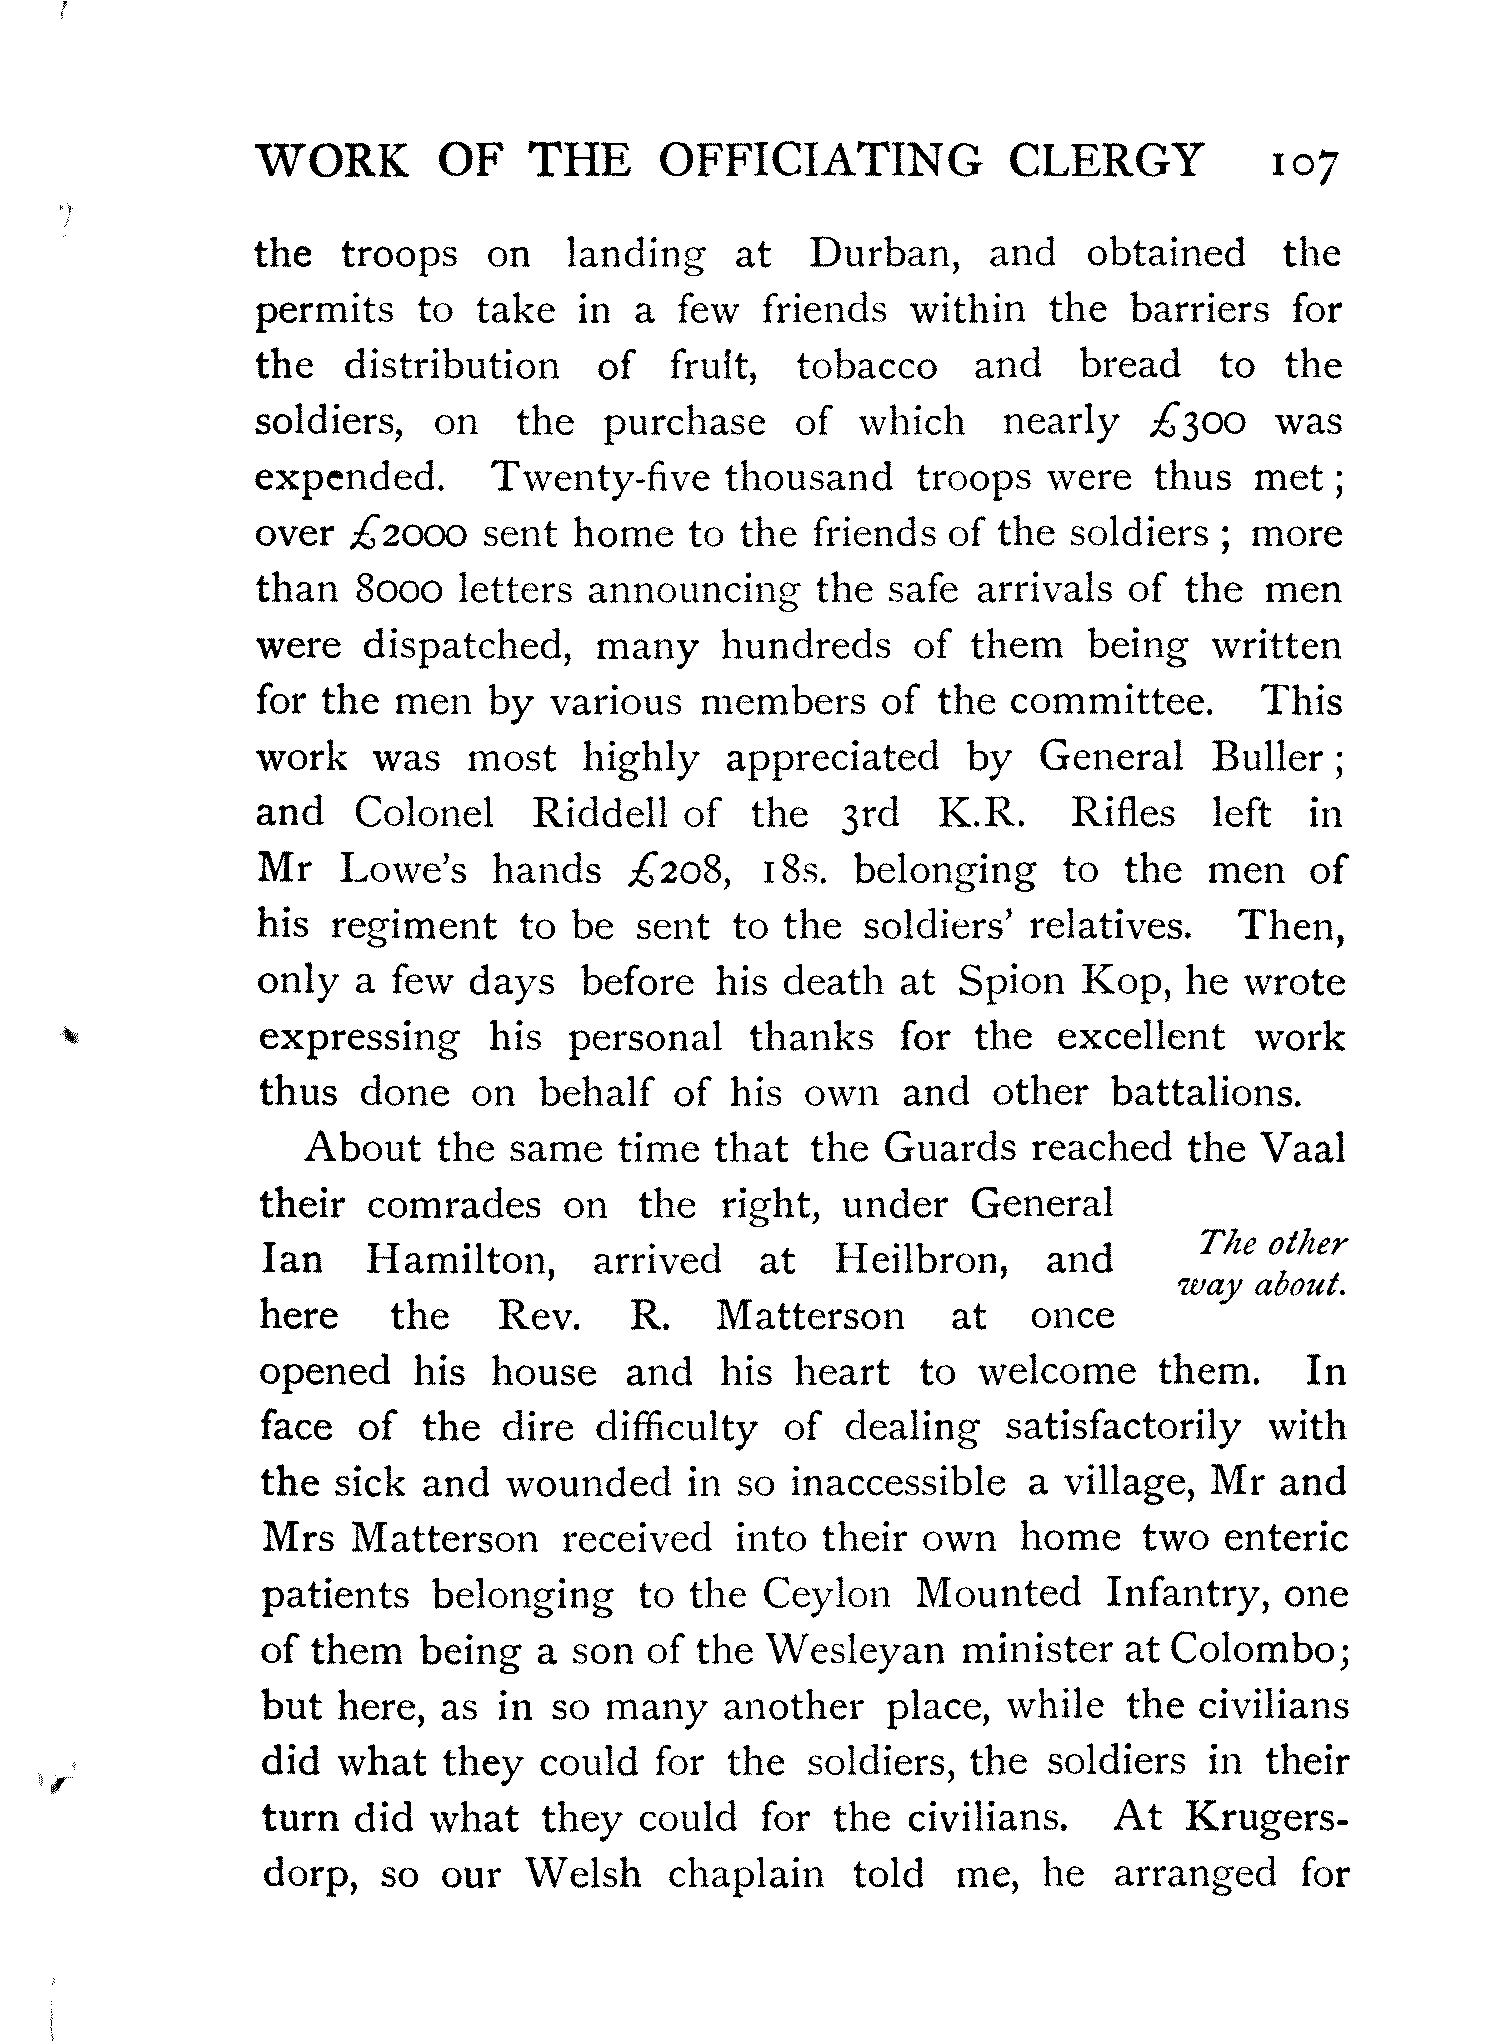 WORK OF THE OFFICIATING CLERGY 107
the troops on landing at Durban, and obtained the
permits to take in a few friends within the barriers for
the distribution of fruit, tobacco and bread to the
soldiers, on the purchase of which nearly £300 was
expended. Twenty-five thousand troops were thus met ;
over £2000 sent home to the friends of the soldiers ; more
than 8000 letters announcing the safe arrivals of the men
were dispatched, many hundreds of them being written
for the men by various members of the committee. This
work was most highly appreciated by General Buller ;
and Colonel Riddell of the 3rd K.R. Rifles left in
Mr Lowe's hands £208, 18s. belonging to the men of
his regiment to be sent to the soldiers' relatives. Then,
only a few days before his death at Spion Kop, he wrote
expressing his personal thanks for the excellent work
thus done on behalf of his own and other battalions.
About the same time that the Guards reached the Vaal
their comrades on the right, under General
Ian Hamilton, arrived at Heilbron, and
here the Rev. R. Matterson at once
The other
way about.
opened his house and his heart to welcome them. In
face of the dire difficulty of dealing satisfactorily with
the sick and wounded in so inaccessible a village, Mr and
Mrs Matterson received into their own home two enteric
patients belonging to the Ceylon Mounted Infantry, one
of them being a son of the Wesleyan minister at Colombo;
but here, as in so many another place, while the civilians
did what they could for the soldiers, the soldiers in their
turn did what they could for the civilians. At Krugers-
dorp, so our Welsh chaplain told me, he arranged for